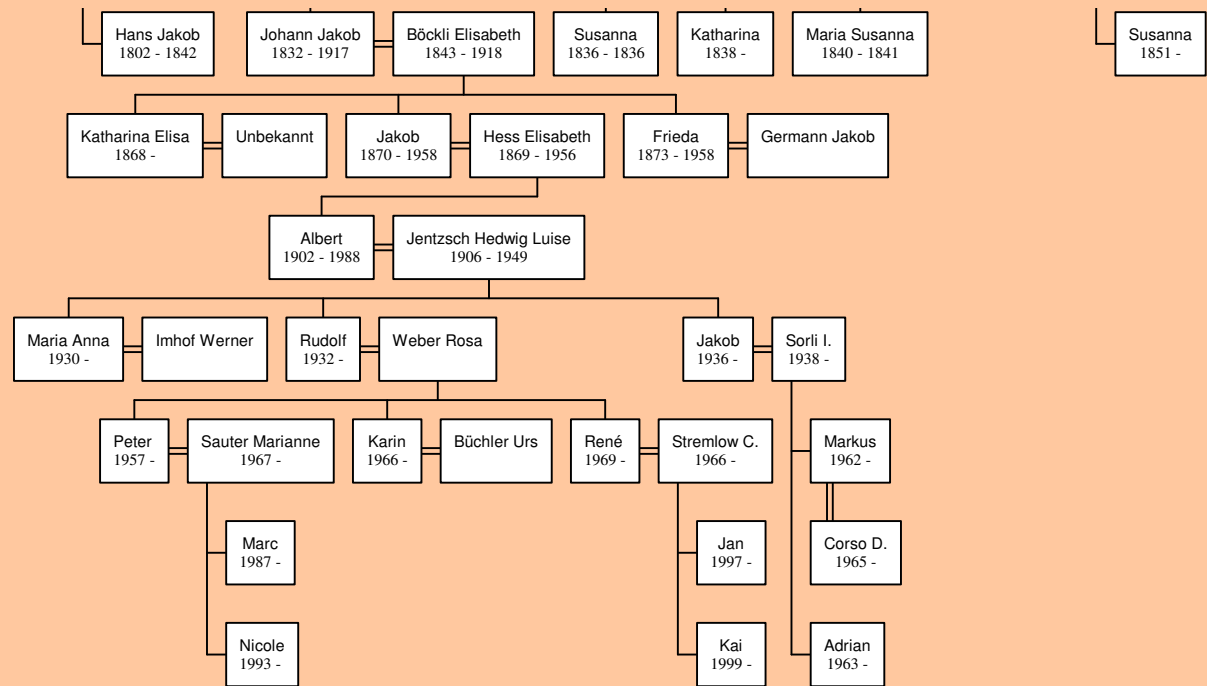 Hans Jakob
1802 - 1842
Johann Jakob
1832 - 1917
Böckli Elisabeth
1843 - 1918
Susanna
1836 - 1836
Katharina
1838 -
Maria Susanna
1840 - 1841
Susanna
1851 -
Katharina Elisa
1868 -
Unbekannt
Jakob
1870 - 1958
Hess Elisabeth
1869 - 1956
Frieda
1873 - 1958
Germann Jakob
Albert
1902 - 1988
Jentzsch Hedwig Luise
1906 - 1949
Maria Anna
1930 -
Imhof Werner
Rudolf
1932 -
Weber Rosa
Jakob
1936 -
Sorli I.
1938 -
Peter
1957 -
Sauter Marianne
1967 -
Karin
1966 -
Büchler Urs
René
1969 -
Stremlow C.
1966 -
Markus
1962 -
Marc
1987 -
Jan
1997 -
Corso D.
1965 -
Nicole
1993 -
Kai
1999 -
Adrian
1963 -